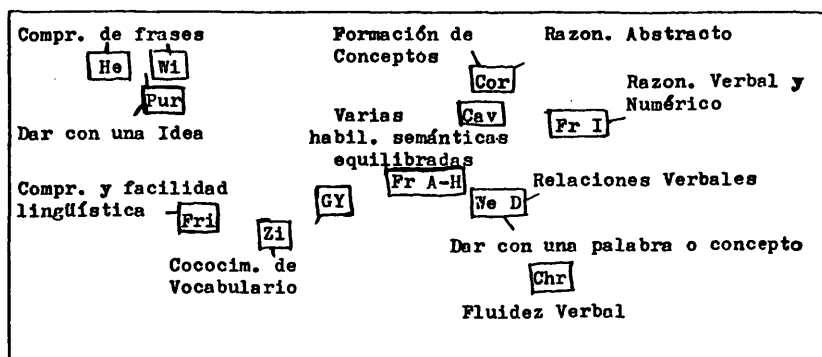 Compr. de frases
He
Wi
Pur
Dar con una Idea
Formación de
Conceptos
Razon. Abstracto
Cor
Cav
Razon. Verbal y
Numérico
Fr I
Varias
habil. semánticas
equilibradas
Fr A-H
Compr. y facilidad
lingüística
Fri
GY
Zi
Cococim. de
Vocabulario
We D
Relaciones Verbales
Dar con una palabra o concepto
Chr
Fluidez Verbal